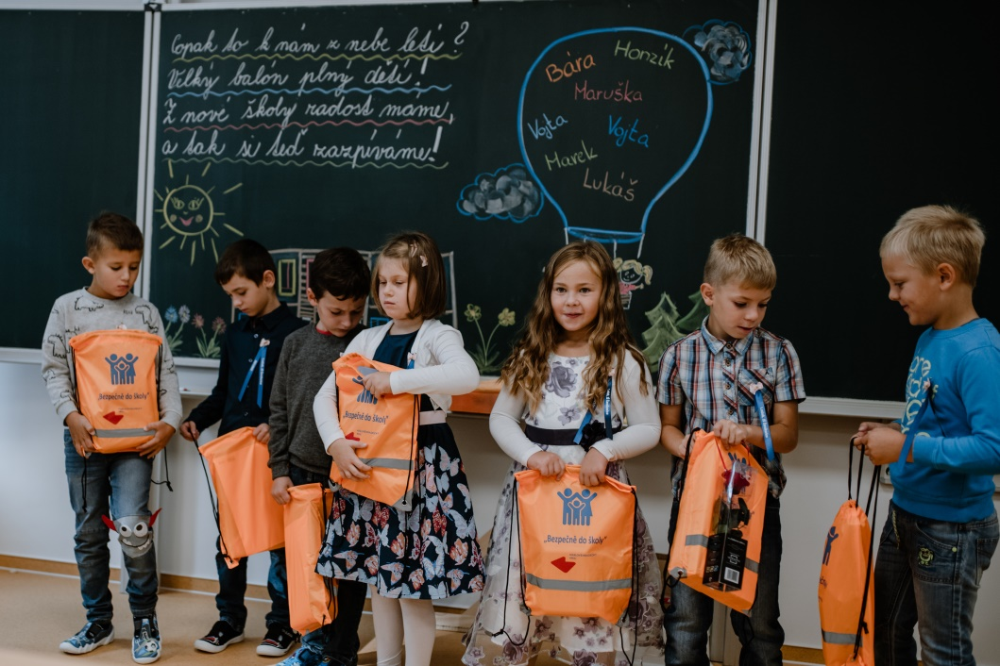 Copak to k nám z nebe letí?
Velký balón plný dětí!
Z nové školy radost máme,
a tak si teď zazpíváme!
Bára
Honzík
Maruška
Vojta
Vojta
Marek
Lukáš
„Bezpečně do školy"
„Bezpečně do školy"
„Bezpečně do školy"